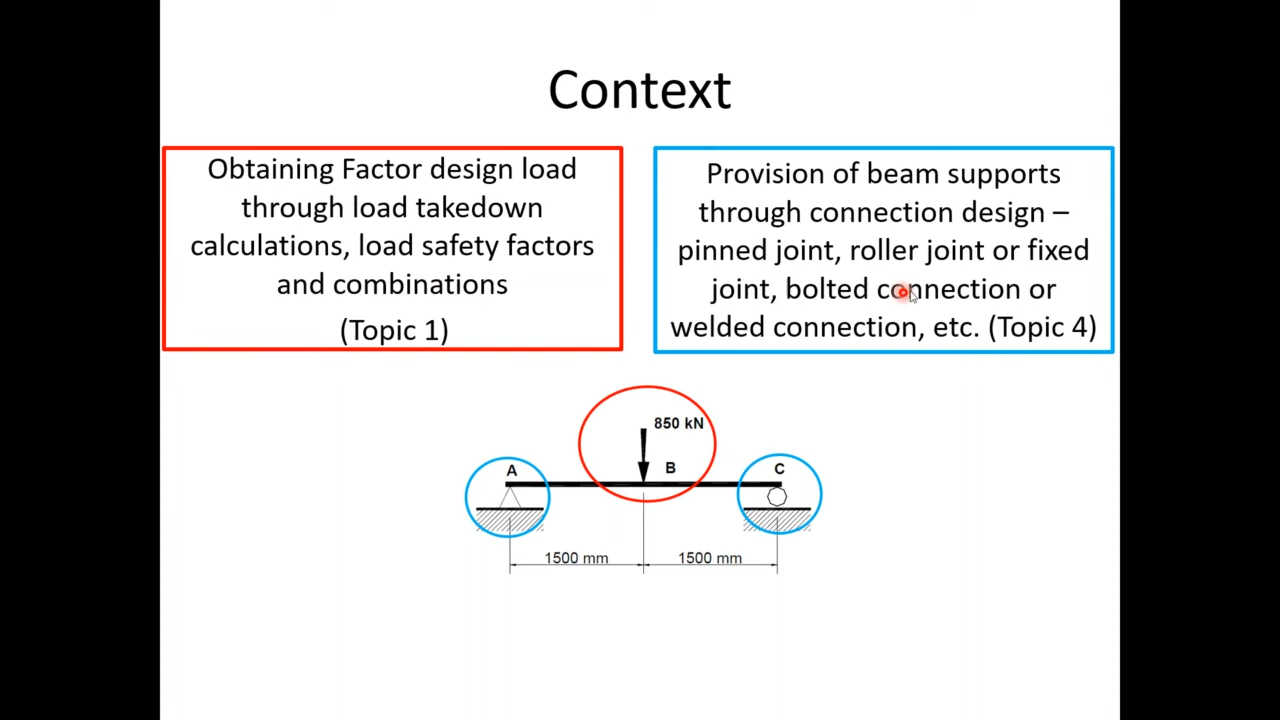 Context
Obtaining Factor design load
through load takedown
calculations, load safety factors
and combinations
(Topic 1)
Provision of beam supports
through connection design –
pinned joint, roller joint or fixed
joint, bolted connection or
welded connection, etc. (Topic 4)
850 kN
A
B
C
1500 mm
1500 mm